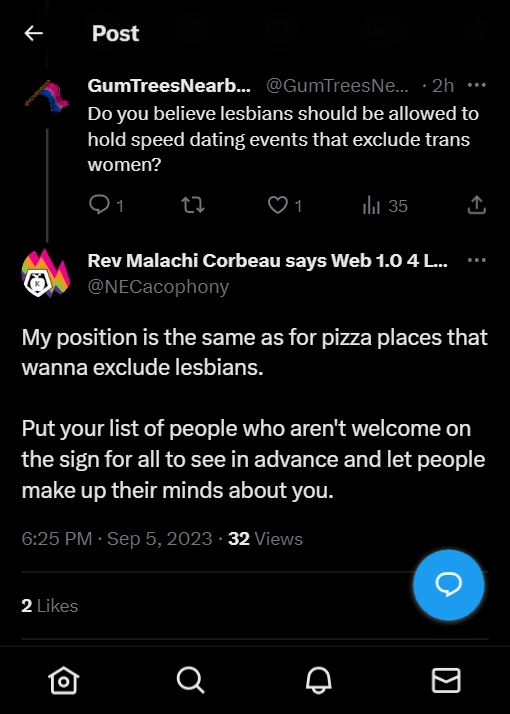 Post
GumTreesNearb... @GumTreesNe... · 2h
Do you believe lesbians should be allowed to
hold speed dating events that exclude trans
women?
1 1 35
Rev Malachi Corbeau says Web 1.0 4 L...
@NECacophony
My position is the same as for pizza places that
wanna exclude lesbians.
Put your list of people who aren't welcome on
the sign for all to see in advance and let people
make up their minds about you.
6:25 PM · Sep 5, 2023 · 32 Views
2 Likes